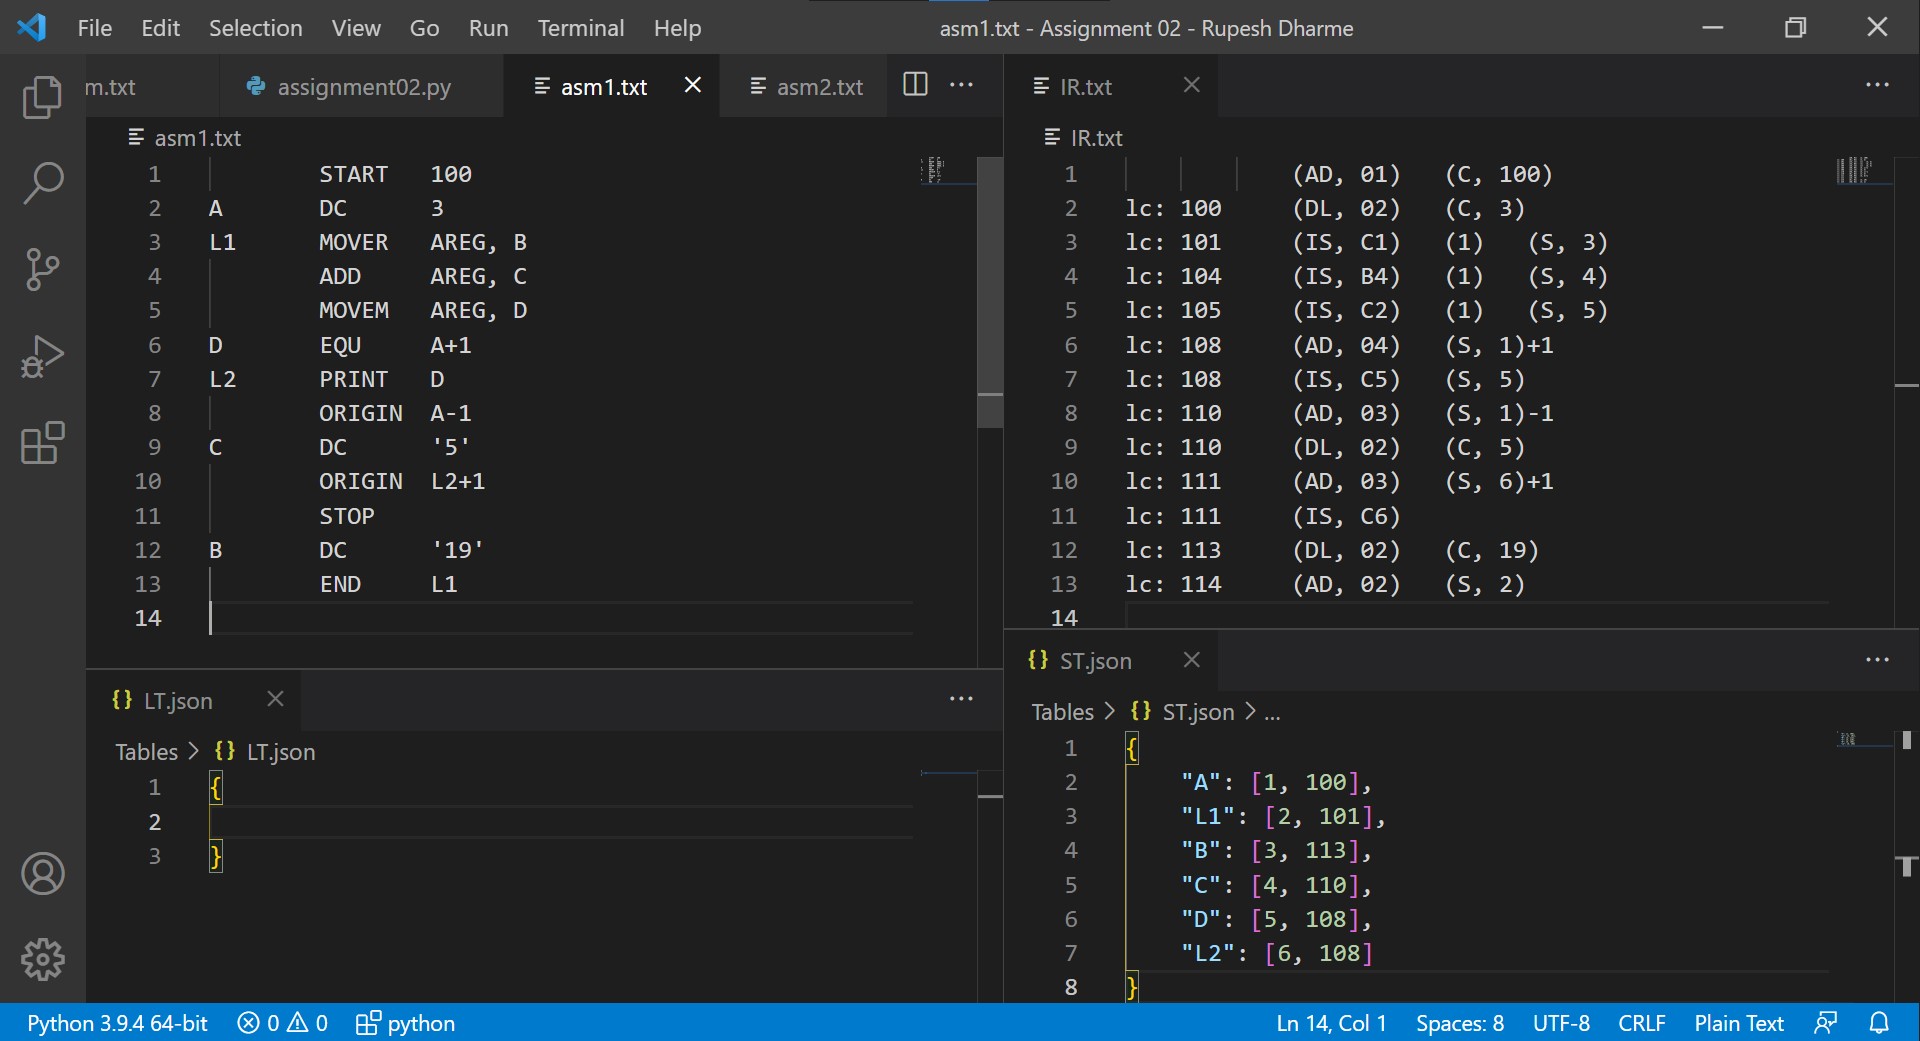 File Edit Selection View Go Run Terminal Help asm1.txt - Assignment 02 - Rupesh Dharme
m.txt assignment02.py asm1.txt asm2.txt
asm1.txt
1 START 100
2 A DC 3
3 L1 MOVER AREG, B
4 ADD AREG, C
5 MOVEM AREG, D
6 D EQU A+1
7 L2 PRINT D
8 ORIGIN A-1
9 C DC '5'
10 ORIGIN L2+1
11 STOP
12 B DC '19'
13 END L1
14
IR.txt
IR.txt
1 (AD, 01) (C, 100)
2 lc: 100 (DL, 02) (C, 3)
3 lc: 101 (IS, C1) (1) (S, 3)
4 lc: 104 (IS, B4) (1) (S, 4)
5 lc: 105 (IS, C2) (1) (S, 5)
6 lc: 108 (AD, 04) (S, 1)+1
7 lc: 108 (IS, C5) (S, 5)
8 lc: 110 (AD, 03) (S, 1)-1
9 lc: 110 (DL, 02) (C, 5)
10 lc: 111 (AD, 03) (S, 6)+1
11 lc: 111 (IS, C6)
12 lc: 113 (DL, 02) (C, 19)
13 lc: 114 (AD, 02) (S, 2)
14
{} LT.json
Tables > {} LT.json
1 {
2
3 }
{} ST.json
Tables > {} ST.json > ...
1 {
2 "A": [1, 100],
3 "L1": [2, 101],
4 "B": [3, 113],
5 "C": [4, 110],
6 "D": [5, 108],
7 "L2": [6, 108]
8 }
Python 3.9.4 64-bit 0 0 python Ln 14, Col 1 Spaces: 8 UTF-8 CRLF Plain Text